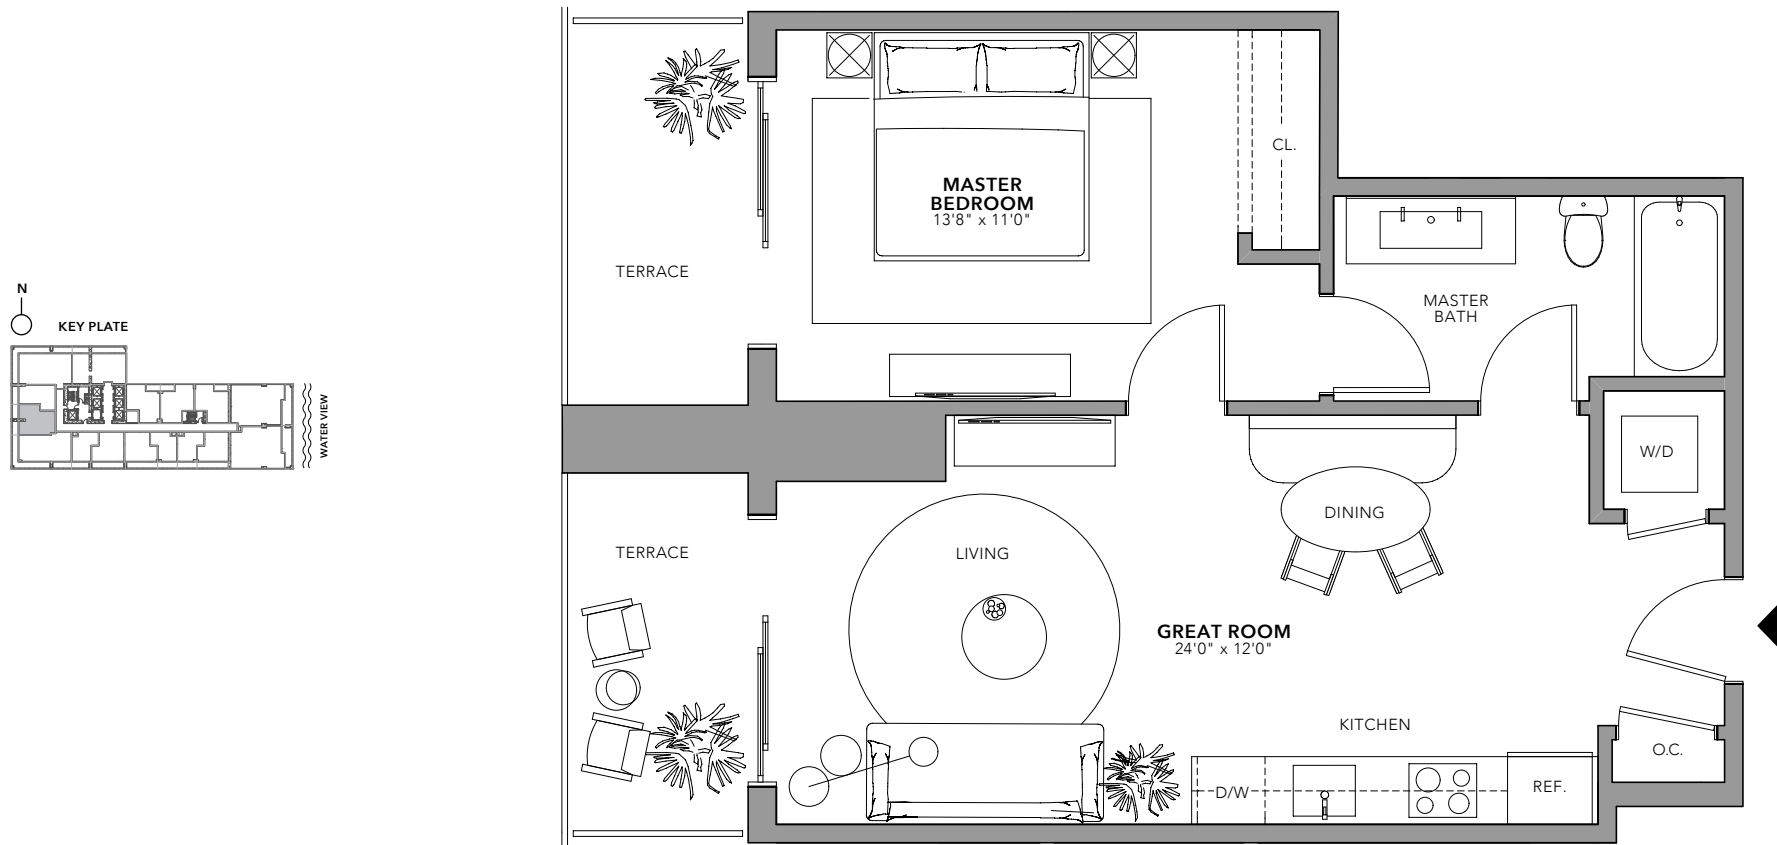 N
KEY PLATE
WATER VIEW
TERRACE
MASTER
BEDROOM
13'8" x 11'0"
CL.
MASTER
BATH
W/D
TERRACE
LIVING
DINING
GREAT ROOM
24'0" x 12'0"
KITCHEN
O.C.
D/W
REF.